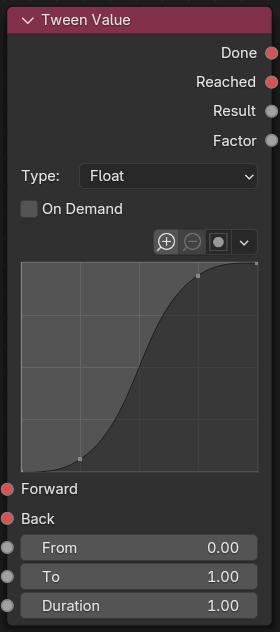 Tween Value
Done
Reached
Result
Factor
Type: Float
On Demand
Forward
Back
From 0.00
To 1.00
Duration 1.00